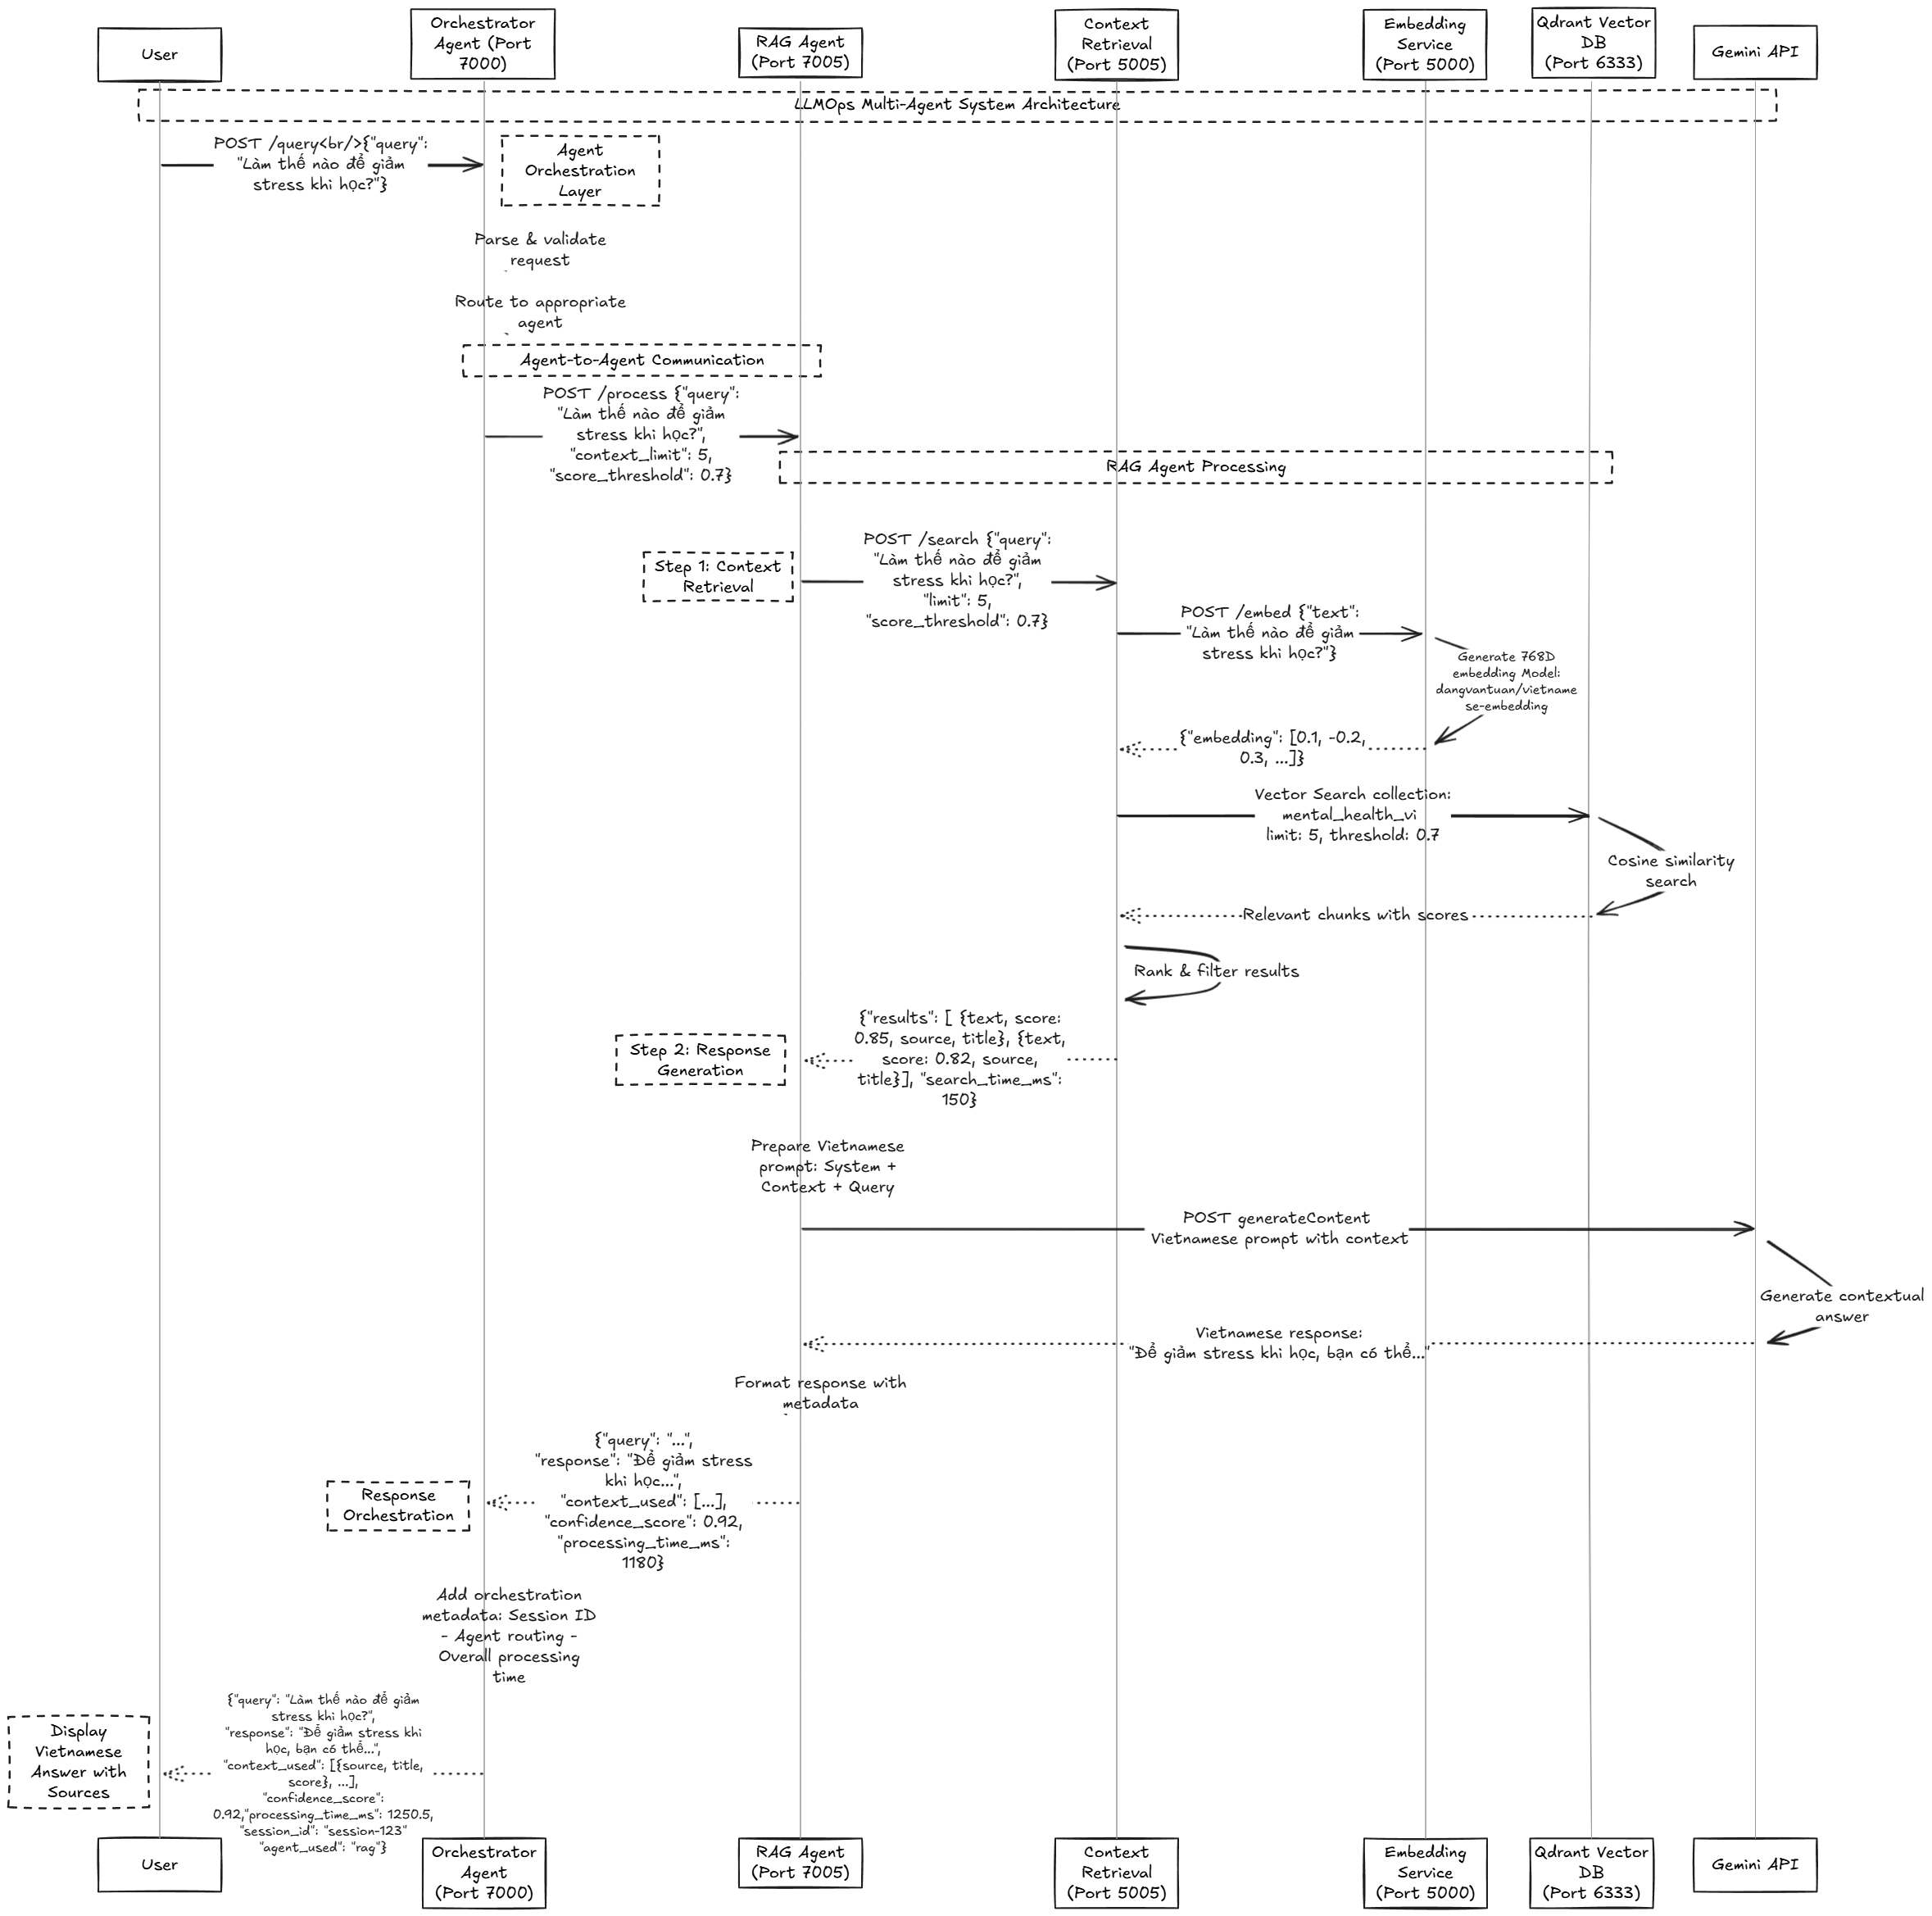 User
Orchestrator
Agent (Port
7000)
RAG Agent
(Port 7005)
Context
Retrieval
(Port 5005)
Embedding
Service
(Port 5000)
Qdrant Vector
DB
(Port 6333)
Gemini API
LLMOps Multi-Agent System Architecture
POST /query<br/>{"query":
"Làm thế nào để giảm
stress khi học?"}
Agent
Orchestration
Layer
Parse & validate
request
Route to appropriate
agent
Agent-to-Agent Communication
POST /process {"query":
"Làm thế nào để giảm
stress khi học?",
"context_limit": 5,
"score_threshold": 0.7}
RAG Agent Processing
Step 1: Context
Retrieval
POST /search {"query":
"Làm thế nào để giảm
stress khi học?",
"limit": 5,
"score_threshold": 0.7}
POST /embed {"text":
"Làm thế nào để giảm
stress khi học?"}
Generate 768D
embedding Model:
dangvantuan/vietname
se-embedding
{"embedding": [0.1, -0.2,
0.3, ...]}
Vector Search collection:
mental_health_vi
limit: 5, threshold: 0.7
Cosine similarity
search
Relevant chunks with scores
Rank & filter results
Step 2: Response
Generation
{"results": [ {text, score:
0.85, source, title}, {text,
score: 0.82, source,
title}], "search_time_ms":
150}
Prepare Vietnamese
prompt: System +
Context + Query
POST generateContent
Vietnamese prompt with context
Generate contextual
answer
Vietnamese response:
"Để giảm stress khi học, bạn có thể..."
Format response with
metadata
Response
Orchestration
{"query": "...",
"response": "Để giảm stress
khi học...",
"context_used": [...],
"confidence_score": 0.92,
"processing_time_ms":
1180}
Add orchestration
metadata: Session ID
- Agent routing -
Overall processing
time
Display
Vietnamese
Answer with
Sources
{"query": "Làm thế nào để giảm
stress khi học?",
"response": "Để giảm stress khi
học, bạn có thể...",
"context_used": [{source, title,
score}, ...],
"confidence_score":
0.92,"processing_time_ms": 1250.5,
"session_id": "session-123"
"agent_used": "rag"}
User
Orchestrator
Agent
(Port 7000)
RAG Agent
(Port 7005)
Context
Retrieval
(Port 5005)
Embedding
Service
(Port 5000)
Qdrant Vector
DB
(Port 6333)
Gemini API